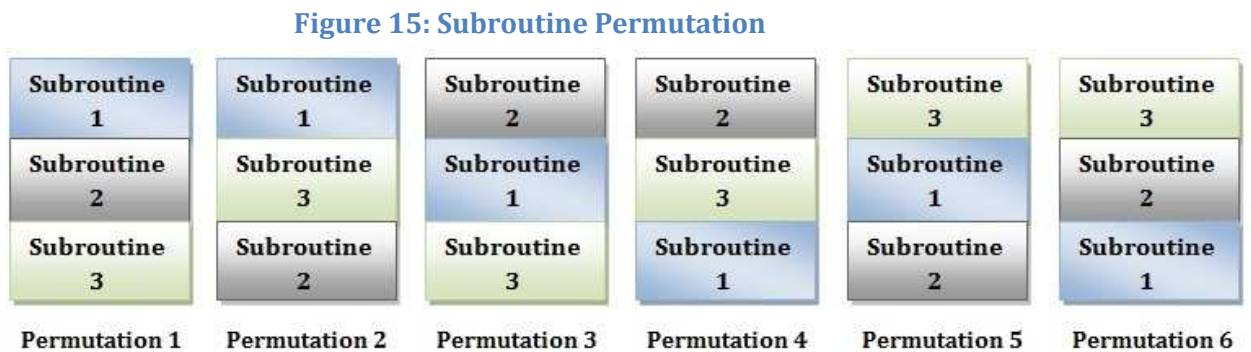 Figure 15: Subroutine Permutation
Subroutine
1
Subroutine
2
Subroutine
3
Permutation 1
Subroutine
1
Subroutine
3
Subroutine
2
Permutation 2
Subroutine
2
Subroutine
1
Subroutine
3
Permutation 3
Subroutine
2
Subroutine
3
Subroutine
1
Permutation 4
Subroutine
3
Subroutine
1
Subroutine
2
Permutation 5
Subroutine
3
Subroutine
2
Subroutine
1
Permutation 6